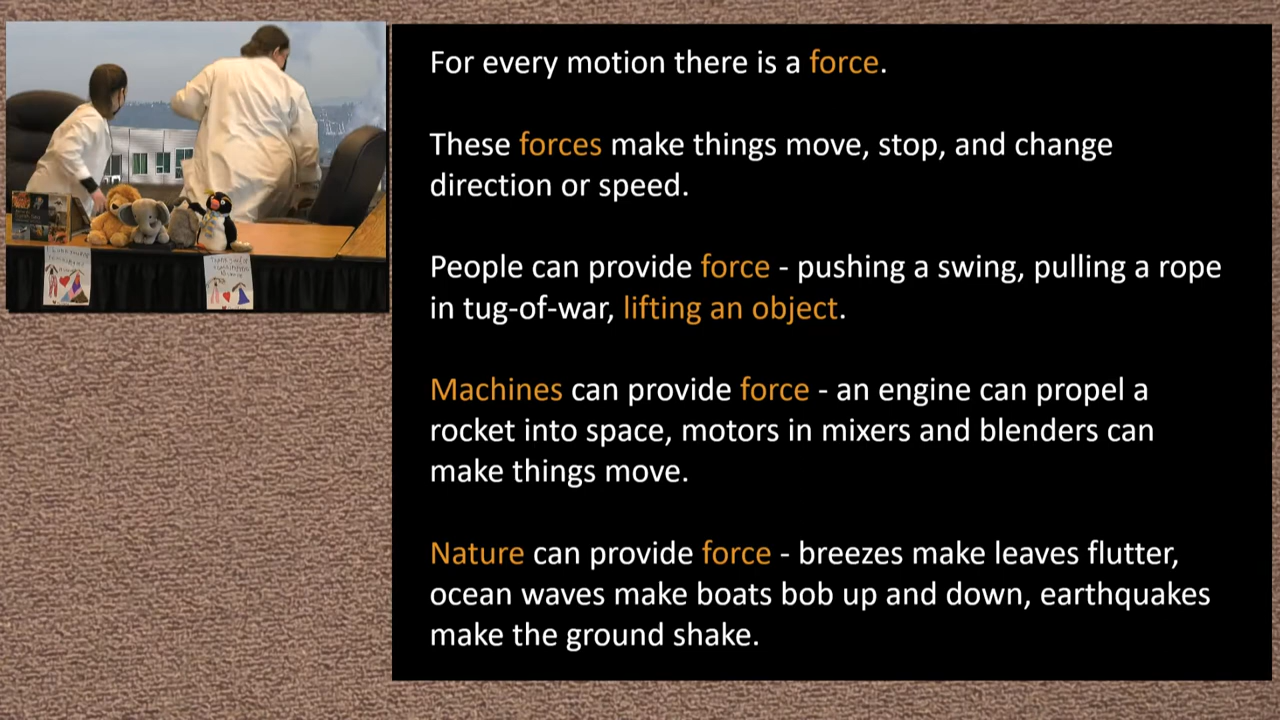 For every motion there is a force.
These forces make things move, stop, and change
direction or speed.
People can provide force - pushing a swing, pulling a rope
in tug-of-war, lifting an object.
Machines can provide force - an engine can propel a
rocket into space, motors in mixers and blenders can
make things move.
Nature can provide force - breezes make leaves flutter,
ocean waves make boats bob up and down, earthquakes
make the ground shake.